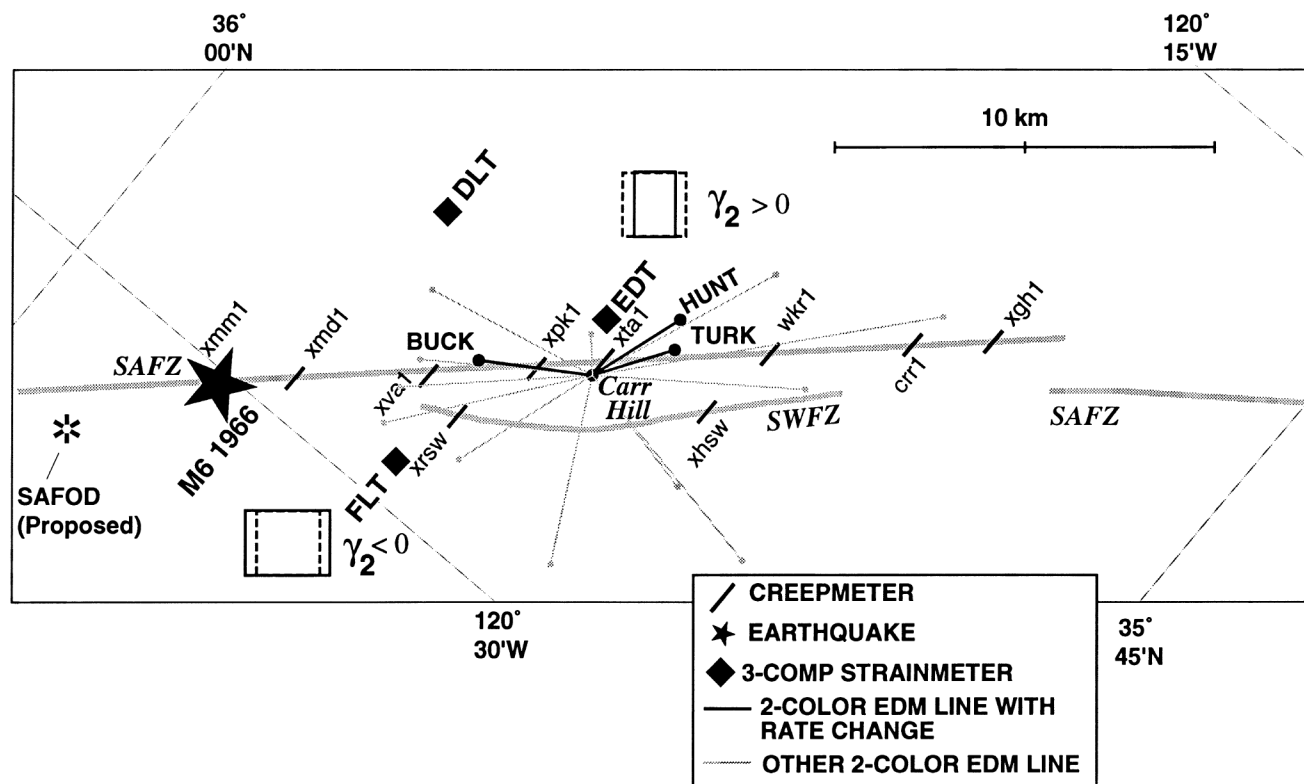 36°
00'N
120°
15'W
10 km
DLT
γ2 > 0
EDT
HUNT
xta1
TURK
wkr1
xgh1
xpk1
BUCK
xmm1
xmd1
SAFZ
xva1
Carr
Hill
crr1
SWFZ
SAFZ
xhsw
xrsw
M6 1966
FLT
SAFOD
(Proposed)
γ2 < 0
120°
30'W
35°
45'N
CREEPMETER
EARTHQUAKE
3-COMP STRAINMETER
2-COLOR EDM LINE WITH
RATE CHANGE
OTHER 2-COLOR EDM LINE